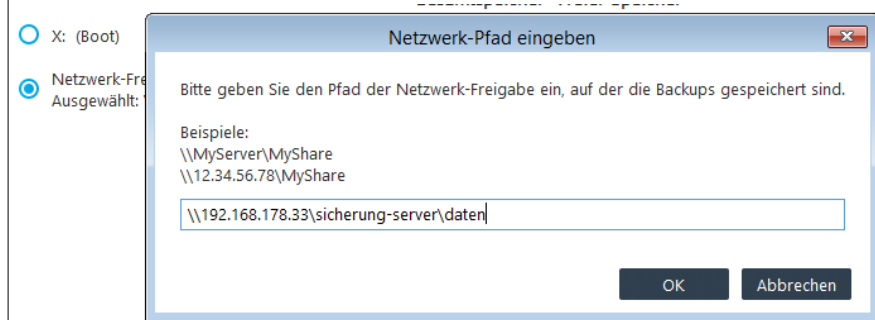 X: (Boot)
Netzwerk-Pfad eingeben
Netzwerk-Fre
Ausgewählt:
Bitte geben Sie den Pfad der Netzwerk-Freigabe ein, auf der die Backups gespeichert sind.
Beispiele:
\\MyServer\MyShare
\\12.34.56.78\MyShare
\\192.168.178.33\sicherung-server\daten
OK
Abbrechen